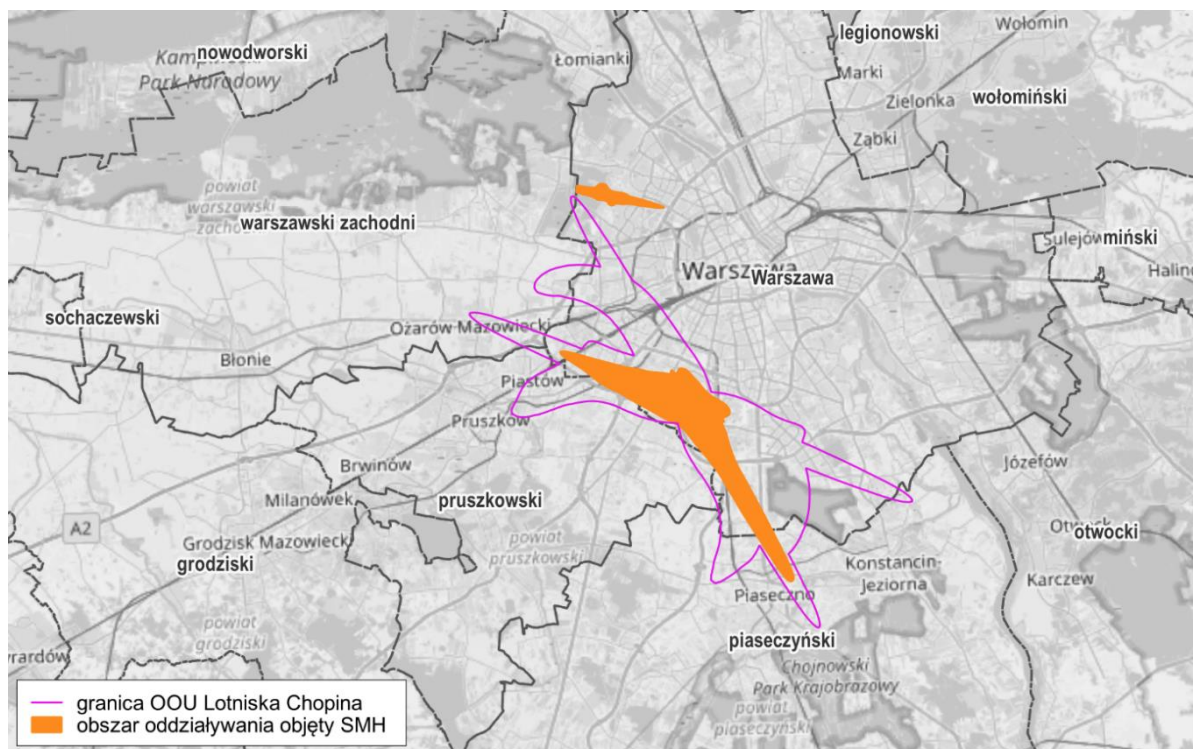 nowodworski
Kampinoski
Park Narodowy
Łomianki
legionowski
Wołomin
Marki
Zielonka
wołomiński
Ząbki
powiat
warszawski
zachodni
warszawski zachodni
Sulejów
miński
Halin
Warszawa
Warszawa
sochaczewski
Ożarów Mazowiecki
Błonie
Piastów
Pruszków
Brwinów
Józefów
Milanówek
pruszkowski
A2
Otwock
otwocki
Grodzisk Mazowiecki
grodziski
powiat
pruszkowski
Konstancin-
Jeziorna
Karczew
Piaseczno
powiat
grodziski
piaseczyński
yrardów
Chojnowski
Park Krajobrazowy
powiat
piaseczyński
granica OOU Lotniska Chopina
obszar oddziaływania objęty SMH